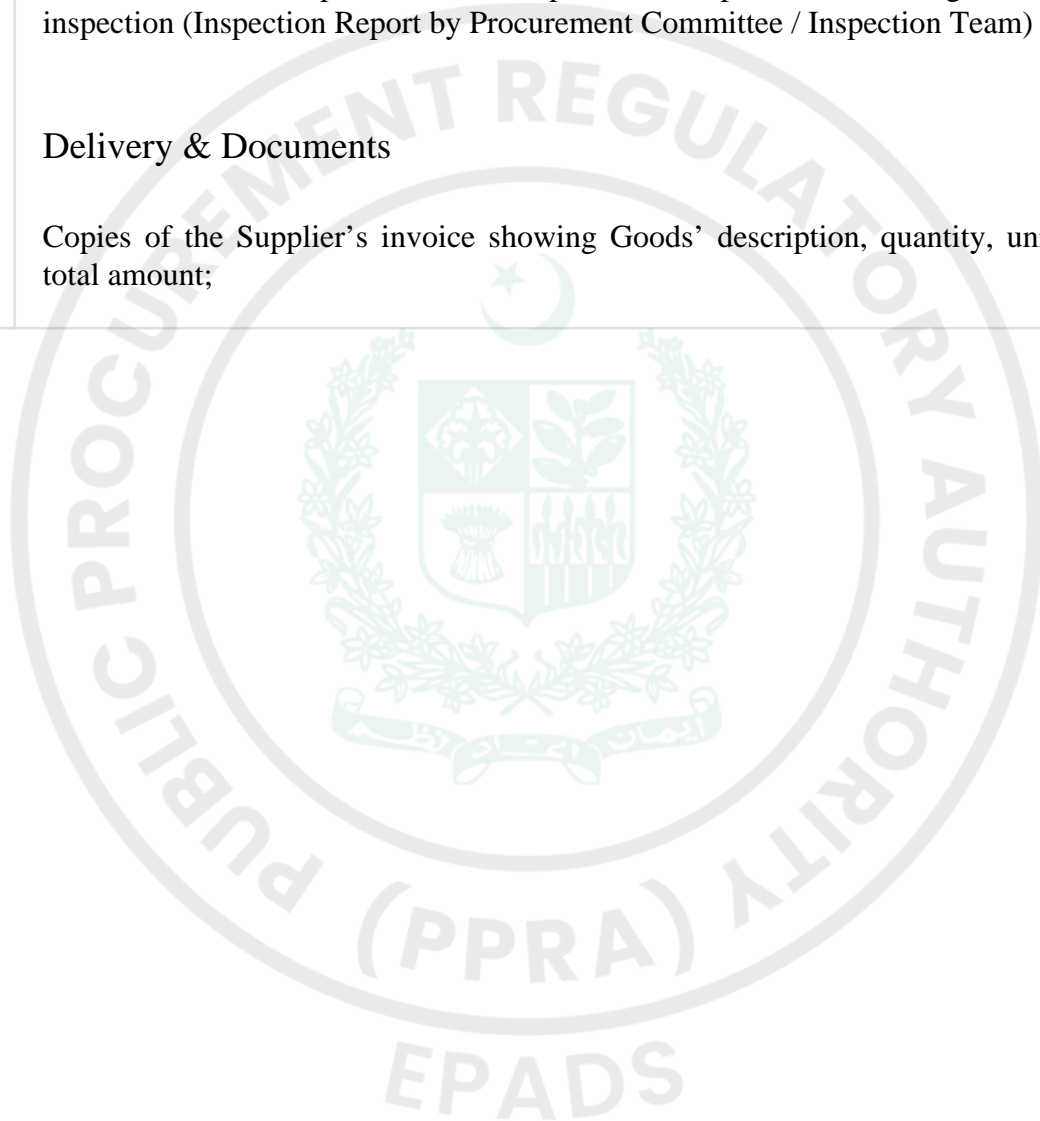 inspection (Inspection Report by Procurement Committee / Inspection Team)
Delivery & Documents
Copies of the Supplier’s invoice showing Goods’ description, quantity,
total amount;
PUBLIC PROCUREMENT REGULATORY AUTHORITY
(PPRA)
EPADS